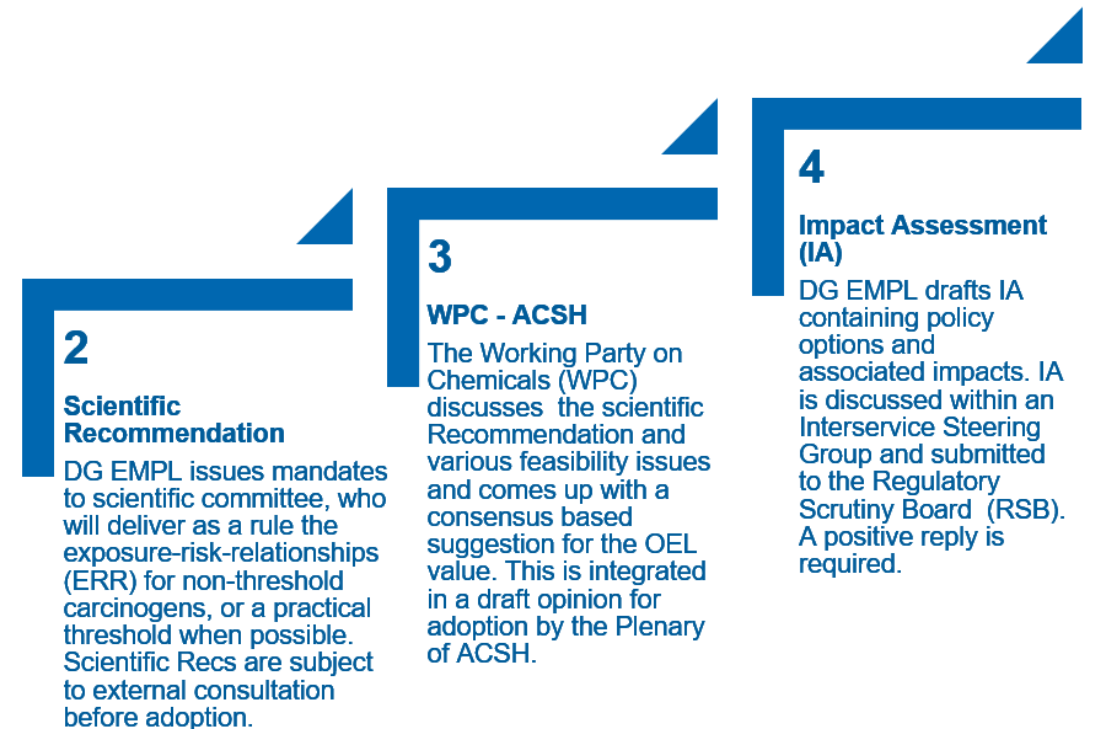 2
Scientific
Recommendation
DG EMPL issues mandates
to scientific committee, who
will deliver as a rule the
exposure-risk-relationships
(ERR) for non-threshold
carcinogens, or a practical
threshold when possible.
Scientific Recs are subject
to external consultation
before adoption.
3
WPC - ACSH
The Working Party on
Chemicals (WPC)
discusses  the scientific
Recommendation and
various feasibility issues
and comes up with a
consensus based
suggestion for the OEL
value. This is integrated
in a draft opinion for
adoption by the Plenary
of ACSH.
4
Impact Assessment
(IA)
DG EMPL drafts IA
containing policy
options and
associated impacts. IA
is discussed within an
Interservice Steering
Group and submitted
to the Regulatory
Scrutiny Board  (RSB).
A positive reply is
required.